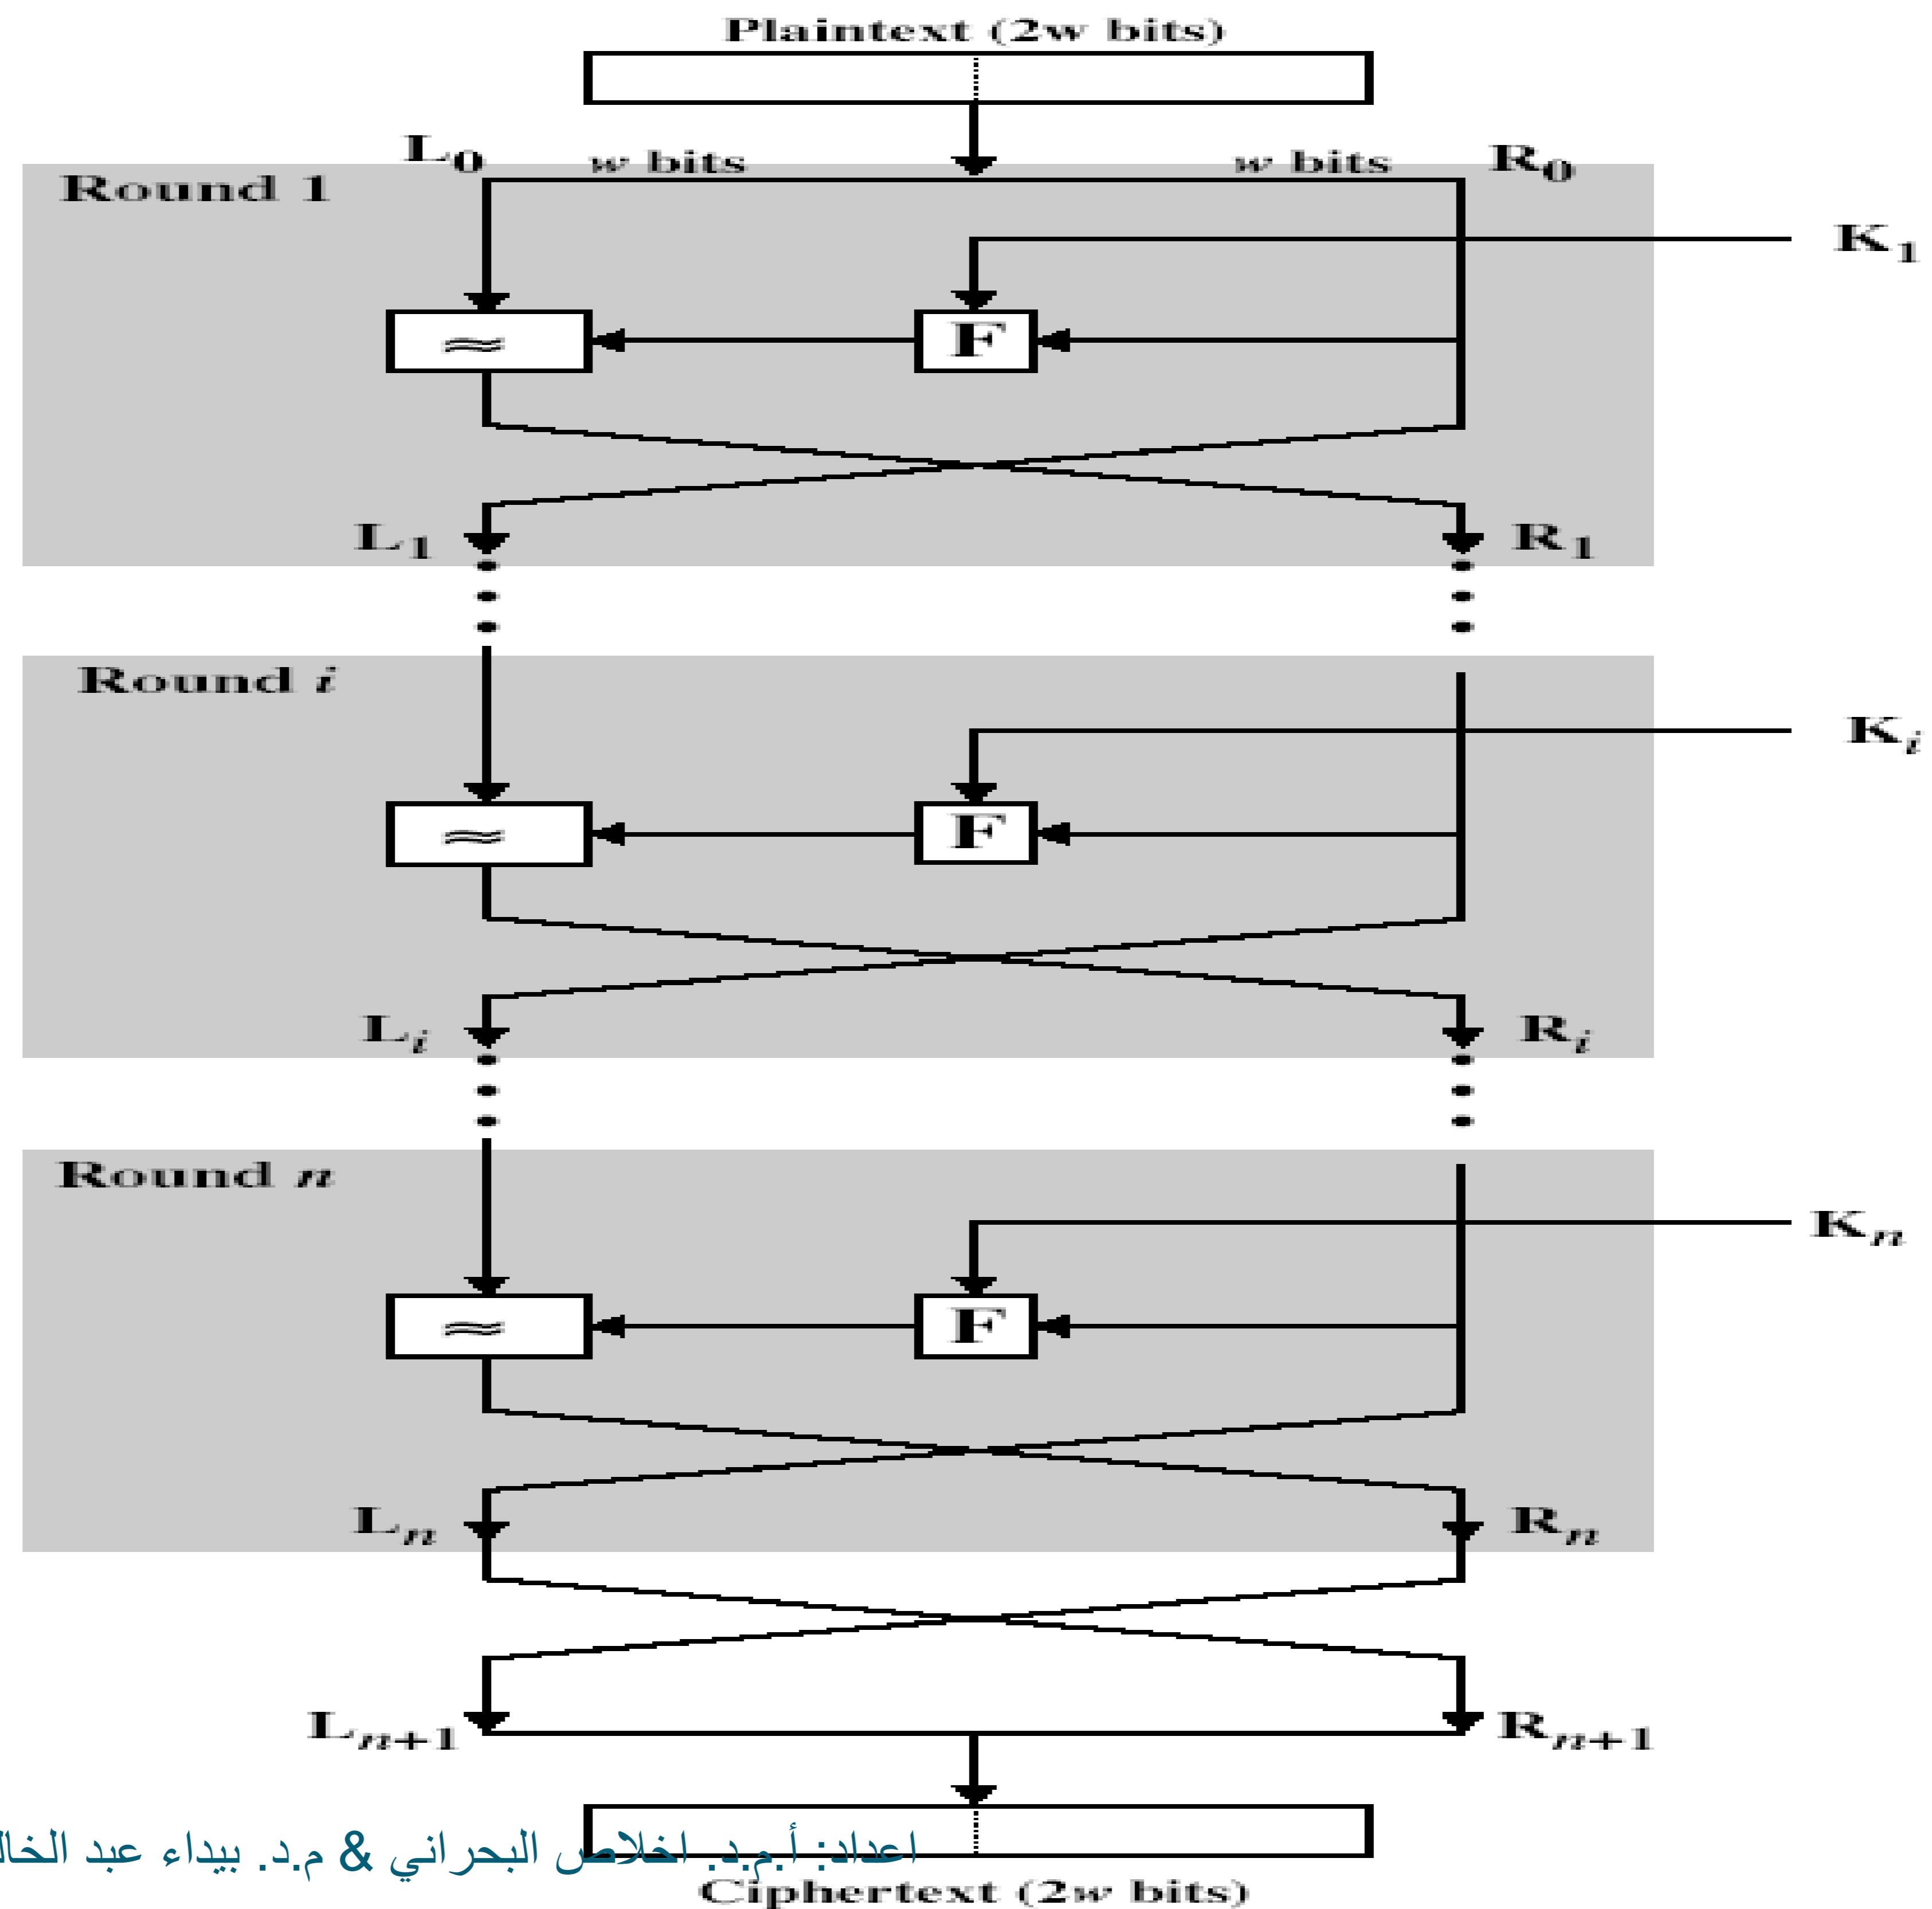 Plaintext (2w bits)
L0 w bits w bits R0
Round 1
K1
≈ F
L1 R1
Round i
Ki
≈ F
Li Ri
Round n
Kn
≈ F
Ln Rn
Ln+1 Rn+1
اعداد: أ.م.د. اخلاص البحراني & م.د. بيداء عبد
Ciphertext (2w bits)